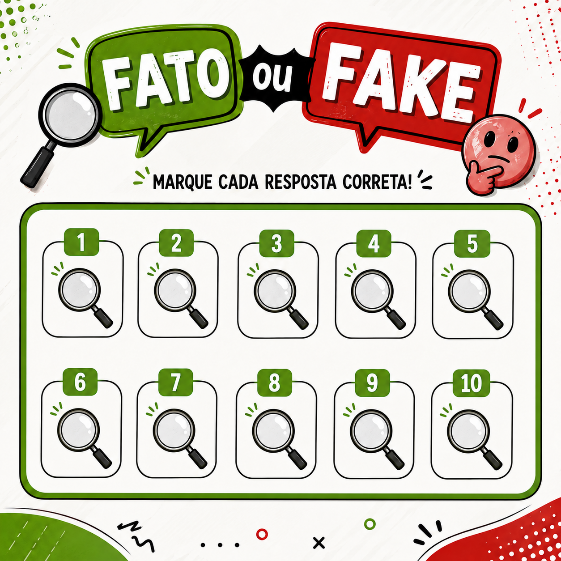 FATO ou FAKE
MARQUE CADA RESPOSTA CORRETA!
1 2 3 4 5
6 7 8 9 10